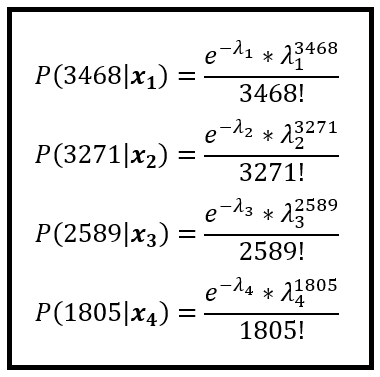 P(3468|x₁) = e^{-λ₁} * λ₁^{3468} / 3468!
P(3271|x₂) = e^{-λ₂} * λ₂^{3271} / 3271!
P(2589|x₃) = e^{-λ₃} * λ₃^{2589} / 2589!
P(1805|x₄) = e^{-λ₄} * λ₄^{1805} / 1805!